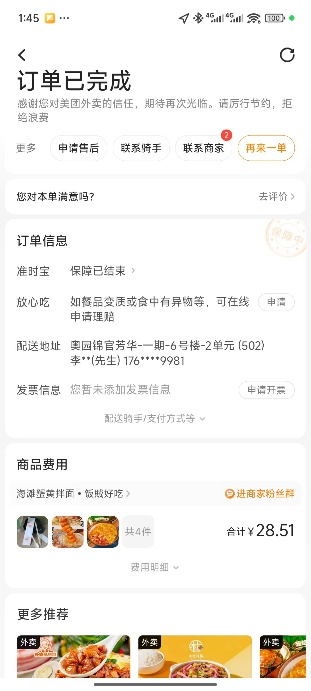 1:45
4G 4G 100
订单已完成
感谢您对美团外卖的信任，期待再次光临。请厉行节约，拒
绝浪费
更多 申请售后 联系骑手 联系商家 2 再来一单
您对本单满意吗？ 去评价
订单信息
保障中
准时宝 保障已结束
放心吃 如餐品变质或食中有异物等，可在线 申请
申请理赔
配送地址 奥园锦官芳华-一期-6号楼-2单元 (502)
李**(先生) 176****9981
发票信息 您暂未添加发票信息 申请开票
配送骑手/支付方式等
商品费用
海滩蟹黄拌面•饭敀好吃 进商家粉丝群
共4件 合计 ¥28.51
费用明细
更多推荐
外卖 外卖 外卖